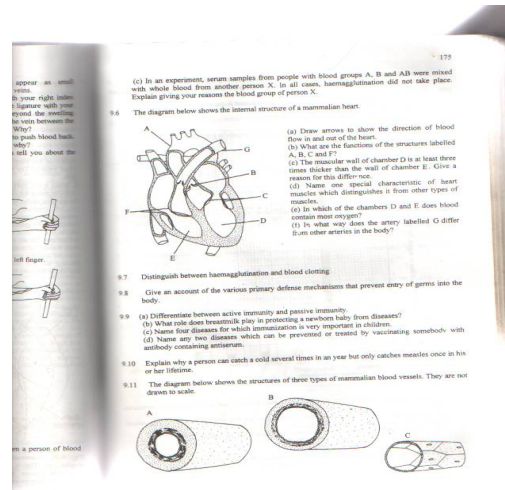 175
appear as small
veins.
h your right index
ligature with your
eyond the swelling
he vein between the
Why?
to push blood back.
why?
tell you about the
left finger.
en a person of blood
(c) In an experiment, serum samples from people with blood groups A, B and AB were mixed
with whole blood from another person X. In all cases, haemagglutination did not take place.
Explain giving your reasons the blood group of person X.
9.6 The diagram below shows the internal structure of a mammalian heart.
A
G
B
C
F
D
E
(a) Draw arrows to show the direction of blood
flow in and out of the heart.
(b) What are the functions of the structures labelled
A, B, C and F?
(c) The muscular wall of chamber D is at least three
times thicker than the wall of chamber E. Give a
reason for this difference.
(d) Name one special characteristic of heart
muscles which distinguishes it from other types of
muscles.
(e) In which of the chambers D and E does blood
contain most oxygen?
(f) In what way does the artery labelled G differ
from other arteries in the body?
9.7 Distinguish between haemagglutination and blood clotting.
9.8 Give an account of the various primary defense mechanisms that prevent entry of germs into the
body.
9.9 (a) Differentiate between active immunity and passive immunity.
(b) What role does breastmilk play in protecting a newborn baby from diseases?
(c) Name four diseases for which immunization is very important in children.
(d) Name any two diseases which can be prevented or treated by vaccinating somebody with
antibody containing antiserum.
9.10 Explain why a person can catch a cold several times in an year but only catches measles once in his
or her lifetime.
9.11 The diagram below shows the structures of three types of mammalian blood vessels. They are not
drawn to scale.
A
B
C